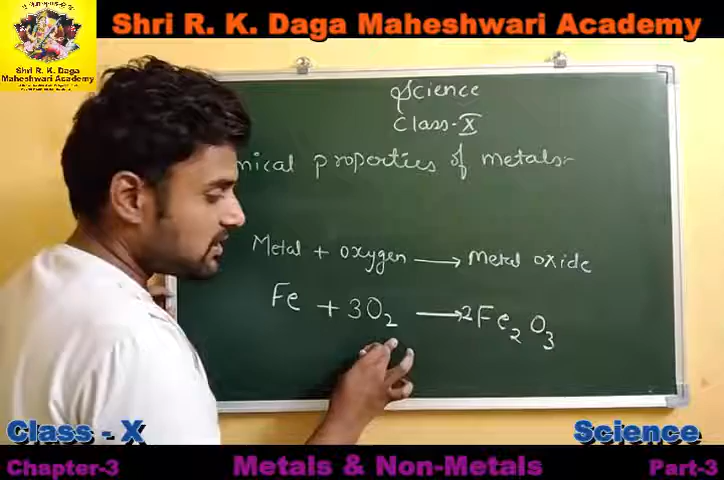 Shri R. K. Daga Maheshwari Academy
Shri R. K. Daga
Maheshwari Academy
Science
Class-X
mical properties of metals:-
Metal + oxygen → Metal oxide
Fe + 3O2 → 2Fe2O3
Class - X
Science
Chapter-3
Metals & Non-Metals
Part-3